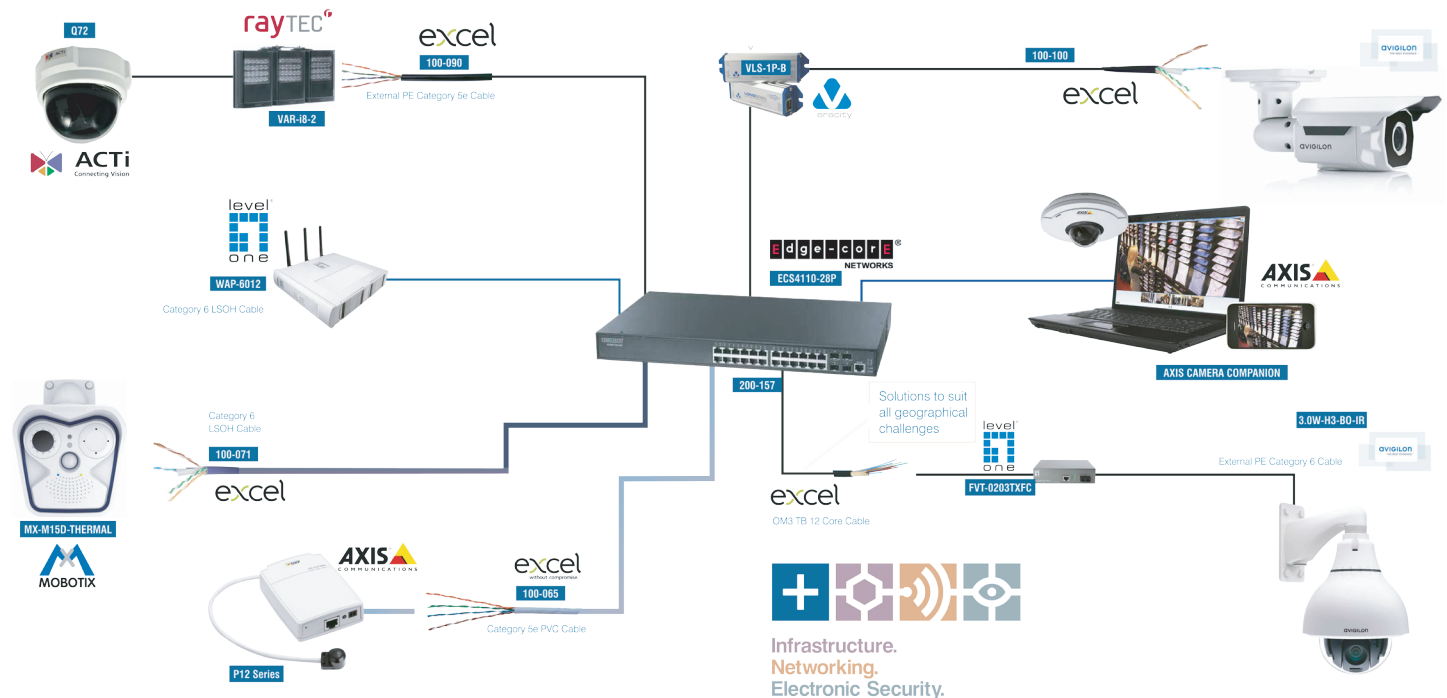 Q72
ACTi
Connecting Vision
rayTEC
VAR-i8-2
excel
100-090
External PE Category 5e Cable
VLS-1P-B
veracity
100-100
excel
avigilon
avigilon
level
one
WAP-6012
Category 6 LSOH Cable
Edge-corE®
NETWORKS
ECS4110-28P
AXIS
COMMUNICATIONS
AXIS CAMERA COMPANION
200-157
Solutions to suit
all geographical
challenges
Category 6
LSOH Cable
100-071
excel
MX-M15D-THERMAL
MOBOTIX
level
one
FVT-0203TXFC
excel
OM3 TB 12 Core Cable
3.0W-H3-BO-IR
avigilon
External PE Category 6 Cable
avigilon
AXIS
COMMUNICATIONS
P12 Series
excel
without compromise
100-065
Category 5e PVC Cable
Infrastructure.
Networking.
Electronic Security.